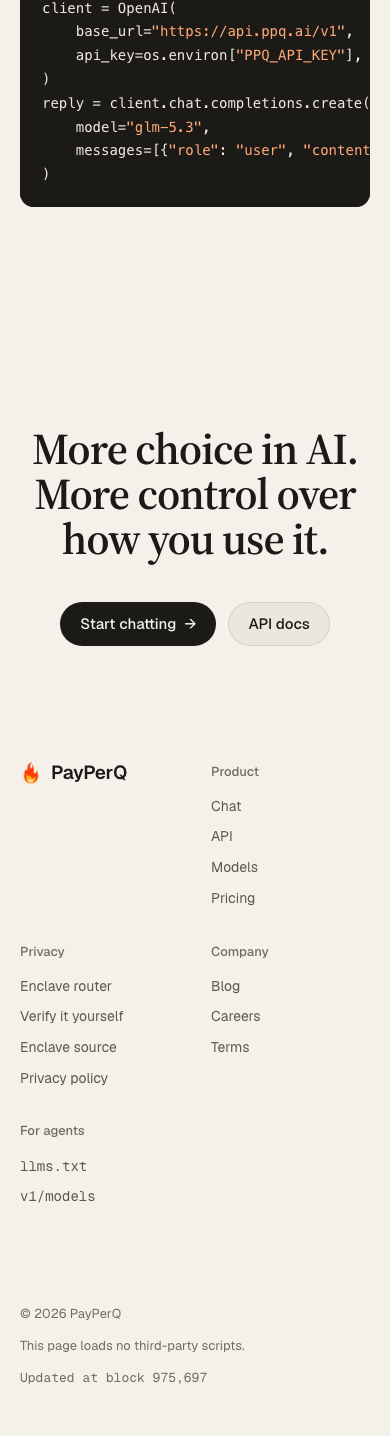 client = OpenAI(
base_url="https://api.ppq.ai/v1",
api_key=os.environ["PPQ_API_KEY"],
)
reply = client.chat.completions.create(
model="glm-5.3",
messages=[{"role": "user", "content
)
More choice in AI.
More control over
how you use it.
Start chatting →
API docs
PayPerQ
Product
Chat
API
Models
Pricing
Privacy
Enclave router
Verify it yourself
Enclave source
Privacy policy
Company
Blog
Careers
Terms
For agents
llms.txt
v1/models
© 2026 PayPerQ
This page loads no third-party scripts.
Updated at block 975,697